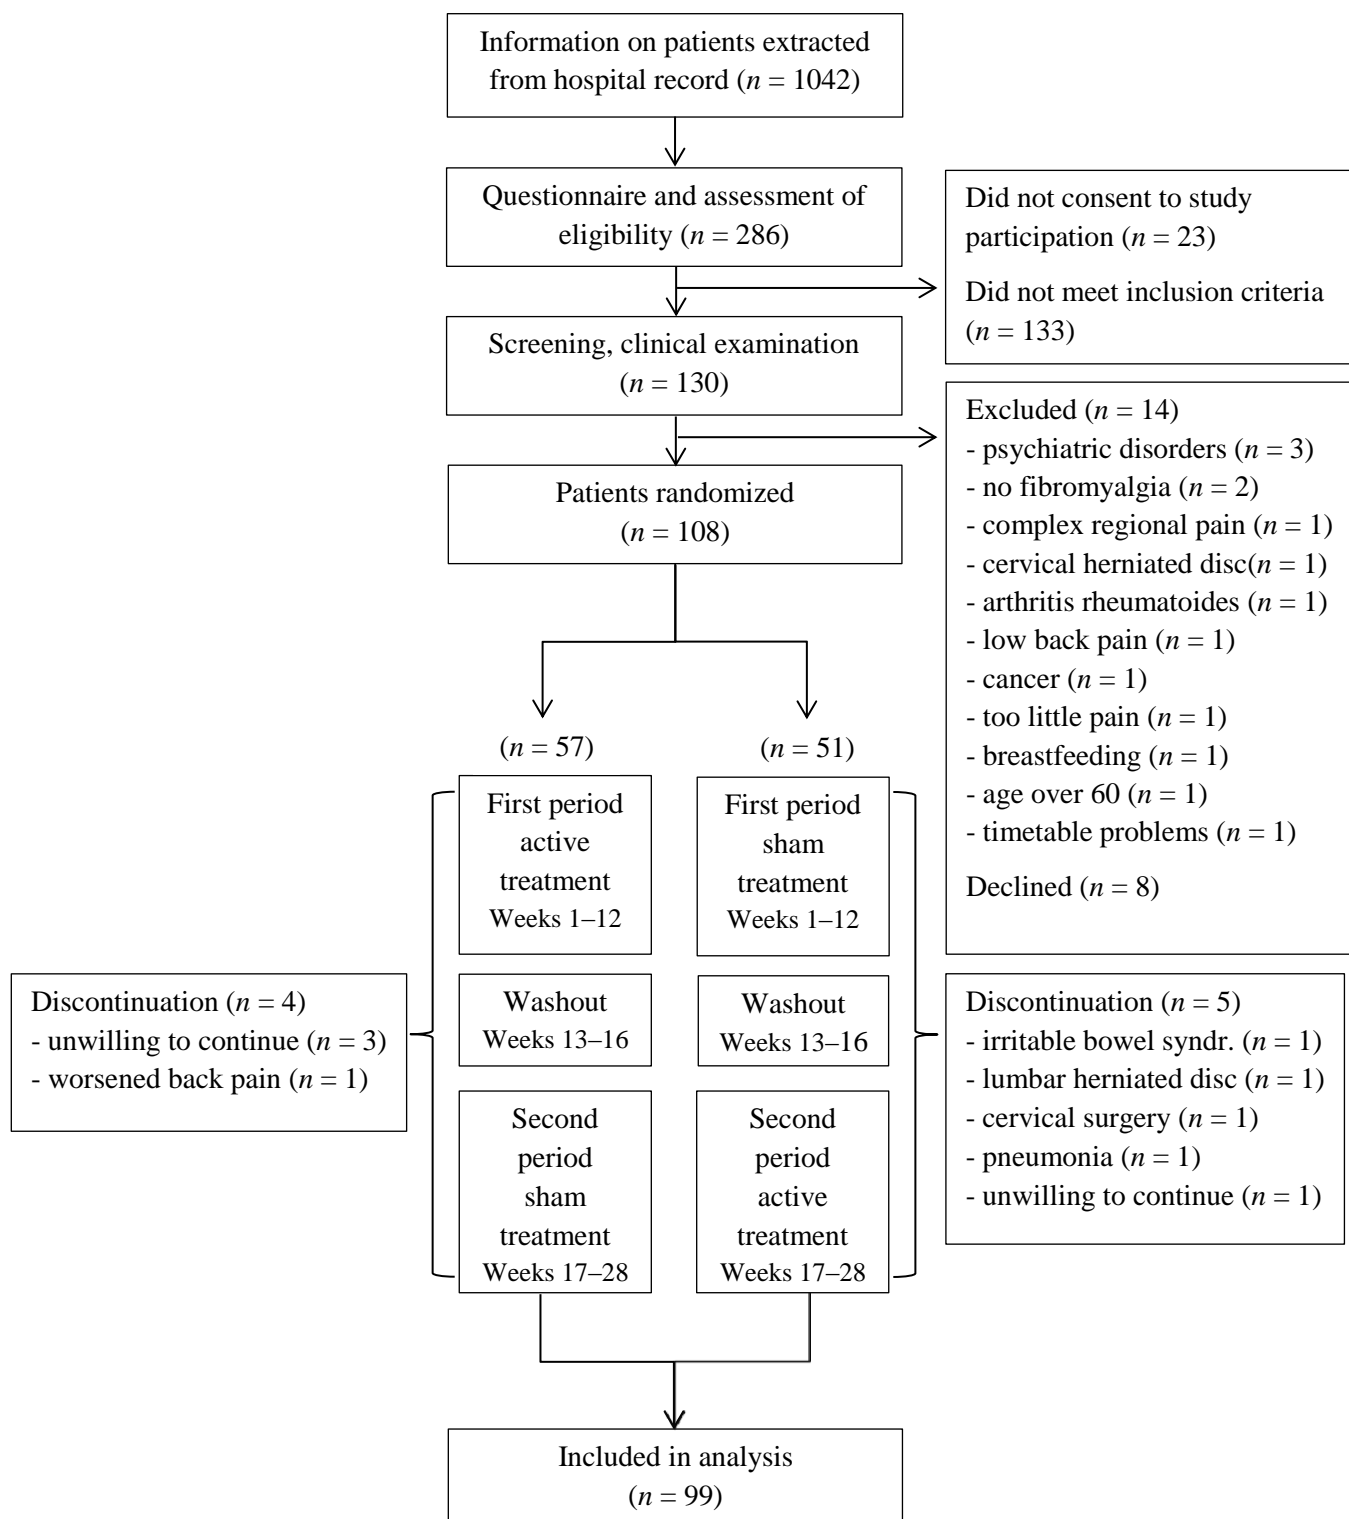 Information on patients extracted
from hospital record (n = 1042)
Questionnaire and assessment of
eligibility (n = 286)
Did not consent to study
participation (n = 23)
Did not meet inclusion criteria
(n = 133)
Screening, clinical examination
(n = 130)
Excluded (n = 14)
- psychiatric disorders (n = 3)
- no fibromyalgia (n = 2)
- complex regional pain (n = 1)
- cervical herniated disc(n = 1)
- arthritis rheumatoides (n = 1)
- low back pain (n = 1)
- cancer (n = 1)
- too little pain (n = 1)
- breastfeeding (n = 1)
- age over 60 (n = 1)
- timetable problems (n = 1)
Declined (n = 8)
Patients randomized
(n = 108)
(n = 57)
(n = 51)
First period
active
treatment
Weeks 1–12
First period
sham
treatment
Weeks 1–12
Washout
Weeks 13–16
Washout
Weeks 13–16
Second
period
sham
treatment
Weeks 17–28
Second
period
active
treatment
Weeks 17–28
Discontinuation (n = 4)
- unwilling to continue (n = 3)
- worsened back pain (n = 1)
Discontinuation (n = 5)
- irritable bowel syndr. (n = 1)
- lumbar herniated disc (n = 1)
- cervical surgery (n = 1)
- pneumonia (n = 1)
- unwilling to continue (n = 1)
Included in analysis
(n = 99)